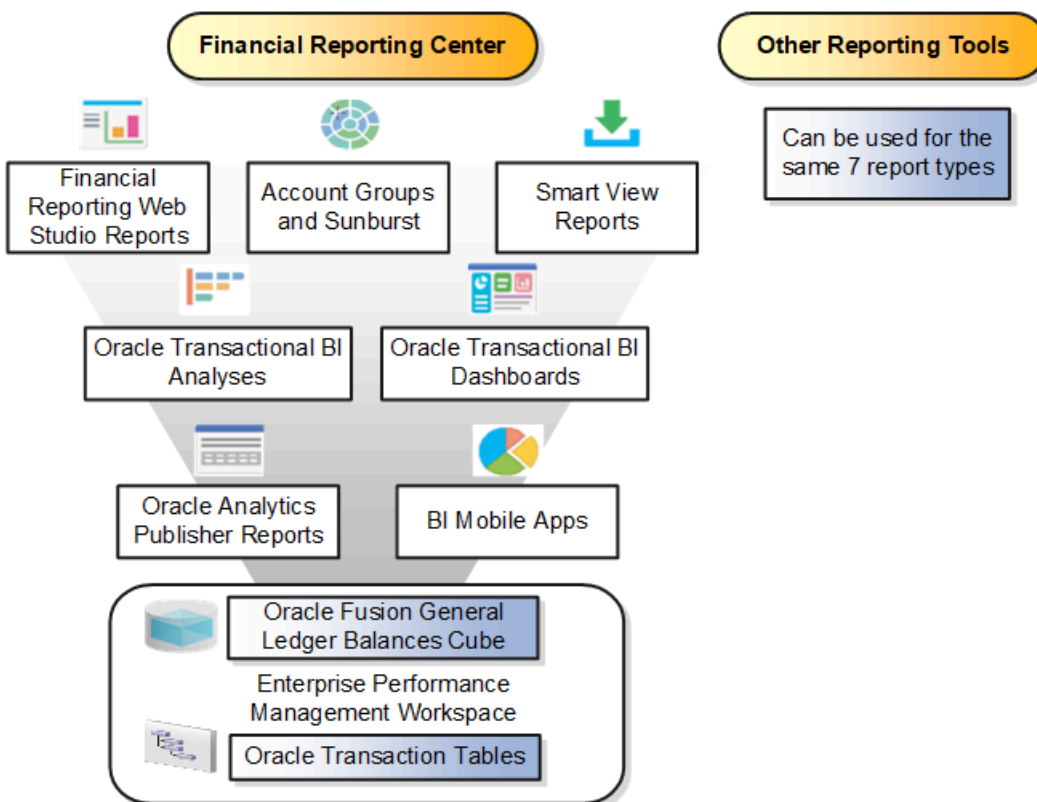 Financial Reporting Center
Other Reporting Tools
Can be used for the
same 7 report types
Financial
Reporting Web
Studio Reports
Account Groups
and Sunburst
Smart View
Reports
Oracle Transactional BI
Analyses
Oracle Transactional BI
Dashboards
Oracle Analytics
Publisher Reports
BI Mobile Apps
Oracle Fusion General
Ledger Balances Cube
Enterprise Performance
Management Workspace
Oracle Transaction Tables